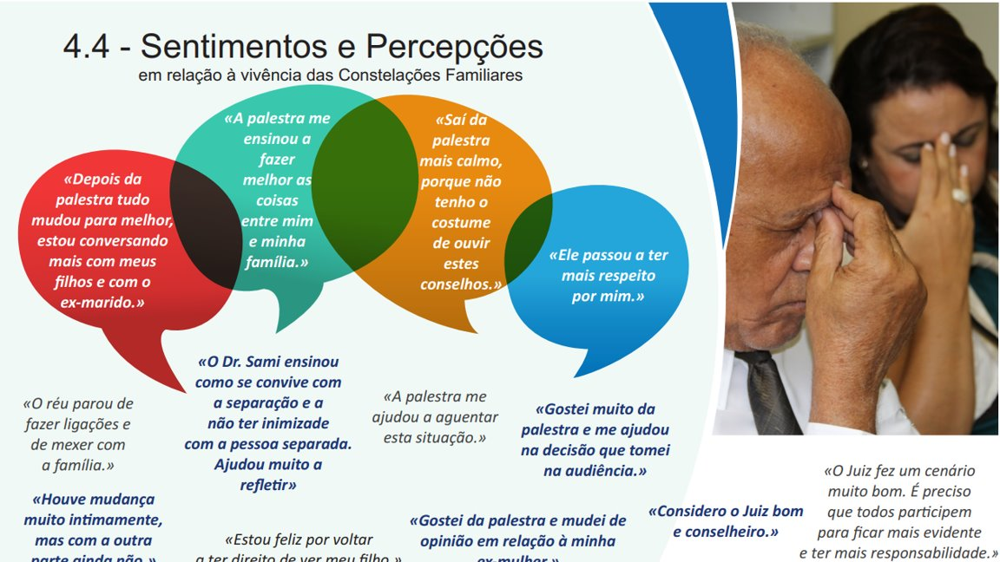 4.4 - Sentimentos e Percepções
em relação à vivência das Constelações Familiares
«Depois da
palestra tudo
mudou para melhor,
estou conversando
mais com meus
filhos e com o
ex-marido.»
«A palestra me
ensinou a
fazer
melhor as
coisas
entre mim
e minha
família.»
«Saí da
palestra
mais calmo,
porque não
tenho o
costume
de ouvir
estes
conselhos.»
«Ele passou a ter
mais respeito
por mim.»
«O réu parou de
fazer ligações e
de mexer com
a família.»
«O Dr. Sami ensinou
como se convive com
a separação e a
não ter inimizade
com a pessoa separada.
Ajudou muito a
refletir»
«A palestra me
ajudou a aguentar
esta situação.»
«Gostei muito da
palestra e me ajudou
na decisão que tomei
na audiência.»
«Houve mudança
muito intimamente,
mas com a outra
parte ainda não.»
«Estou feliz por voltar
a ter direito de ver meu filho.»
«Gostei da palestra e mudei de
opinião em relação à minha
ex-mulher.»
«Considero o Juiz bom
e conselheiro.»
«O Juiz fez um cenário
muito bom. É preciso
que todos participem
para ficar mais evidente
e ter mais responsabilidade.»